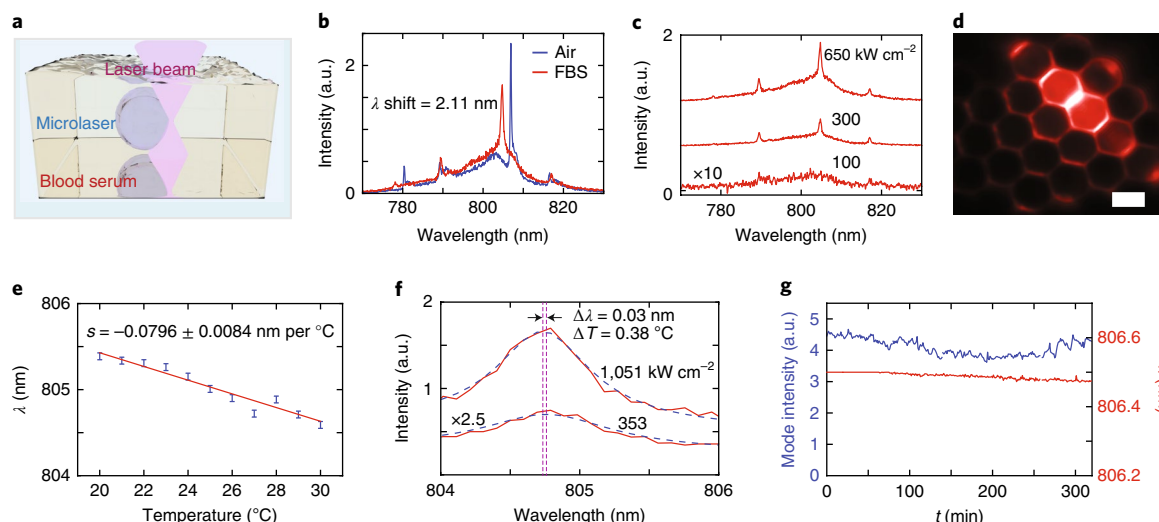 a
Laser beam
Microlaser
Blood serum
b
Air
FBS
λ shift = 2.11 nm
Intensity (a.u.)
2
0
780 800 820
Wavelength (nm)
c
650 kW cm−2
300
100
×10
Intensity (a.u.)
2
0
780 800 820
Wavelength (nm)
d
e
s = −0.0796 ± 0.0084 nm per °C
λ (nm)
806
805
804
20 22 24 26 28 30
Temperature (°C)
f
Δλ = 0.03 nm
ΔT = 0.38 °C
1,051 kW cm−2
×2.5
353
Intensity (a.u.)
2
1
0
804 805 806
Wavelength (nm)
g
Mode intensity (a.u.)
5
4
3
2
1
0
806.6
806.4
806.2
0 100 200 300
t (min)